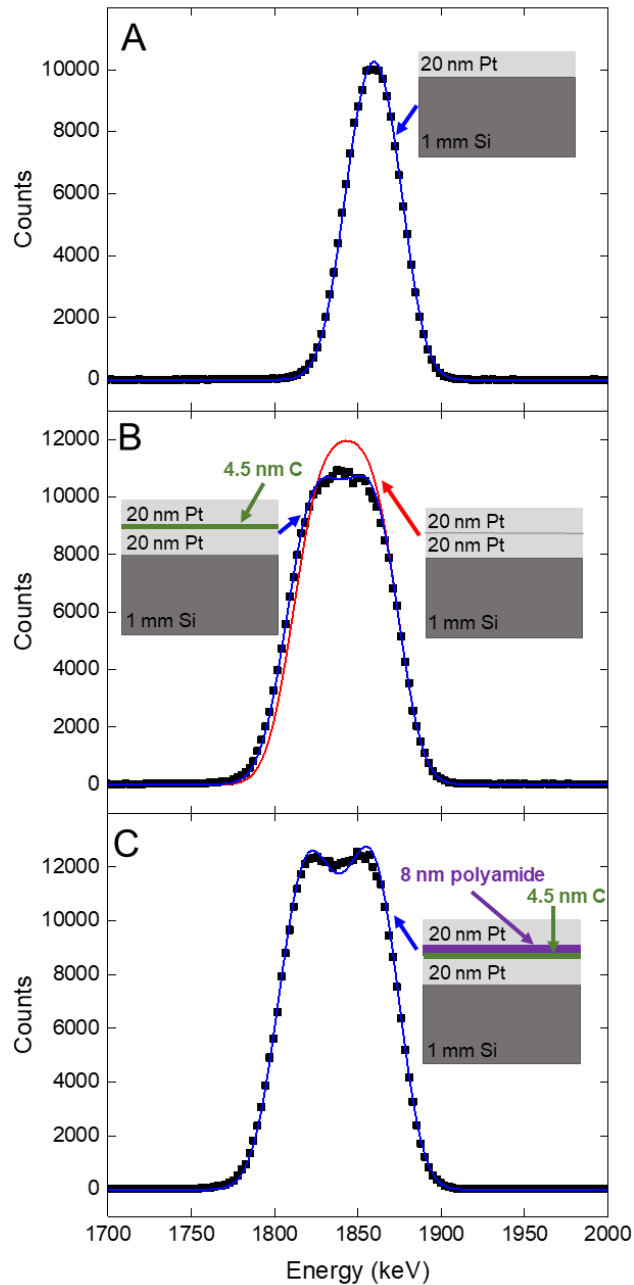 A
10000
8000
6000
4000
2000
0
Counts
20 nm Pt
1 mm Si
B
12000
10000
8000
6000
4000
2000
0
Counts
4.5 nm C
20 nm Pt
20 nm Pt
1 mm Si
20 nm Pt
20 nm Pt
1 mm Si
C
12000
10000
8000
6000
4000
2000
0
Counts
8 nm polyamide
4.5 nm C
20 nm Pt
20 nm Pt
1 mm Si
1700 1750 1800 1850 1900 1950 2000
Energy (keV)